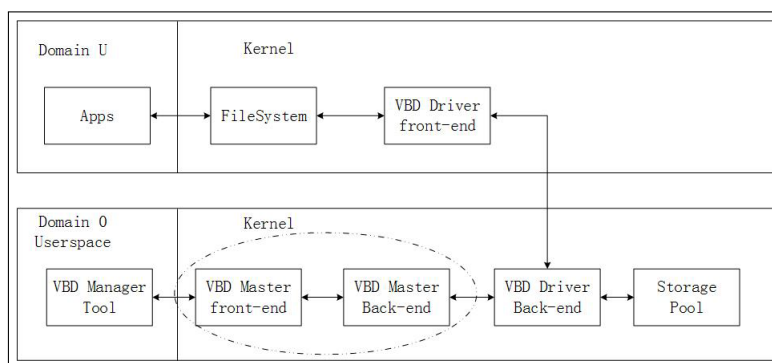 Domain U
Kernel
Apps
FileSystem
VBD Driver
front-end
Domain 0
Userspace
Kernel
VBD Manager
Tool
VBD Master
front-end
VBD Master
Back-end
VBD Driver
Back-end
Storage
Pool